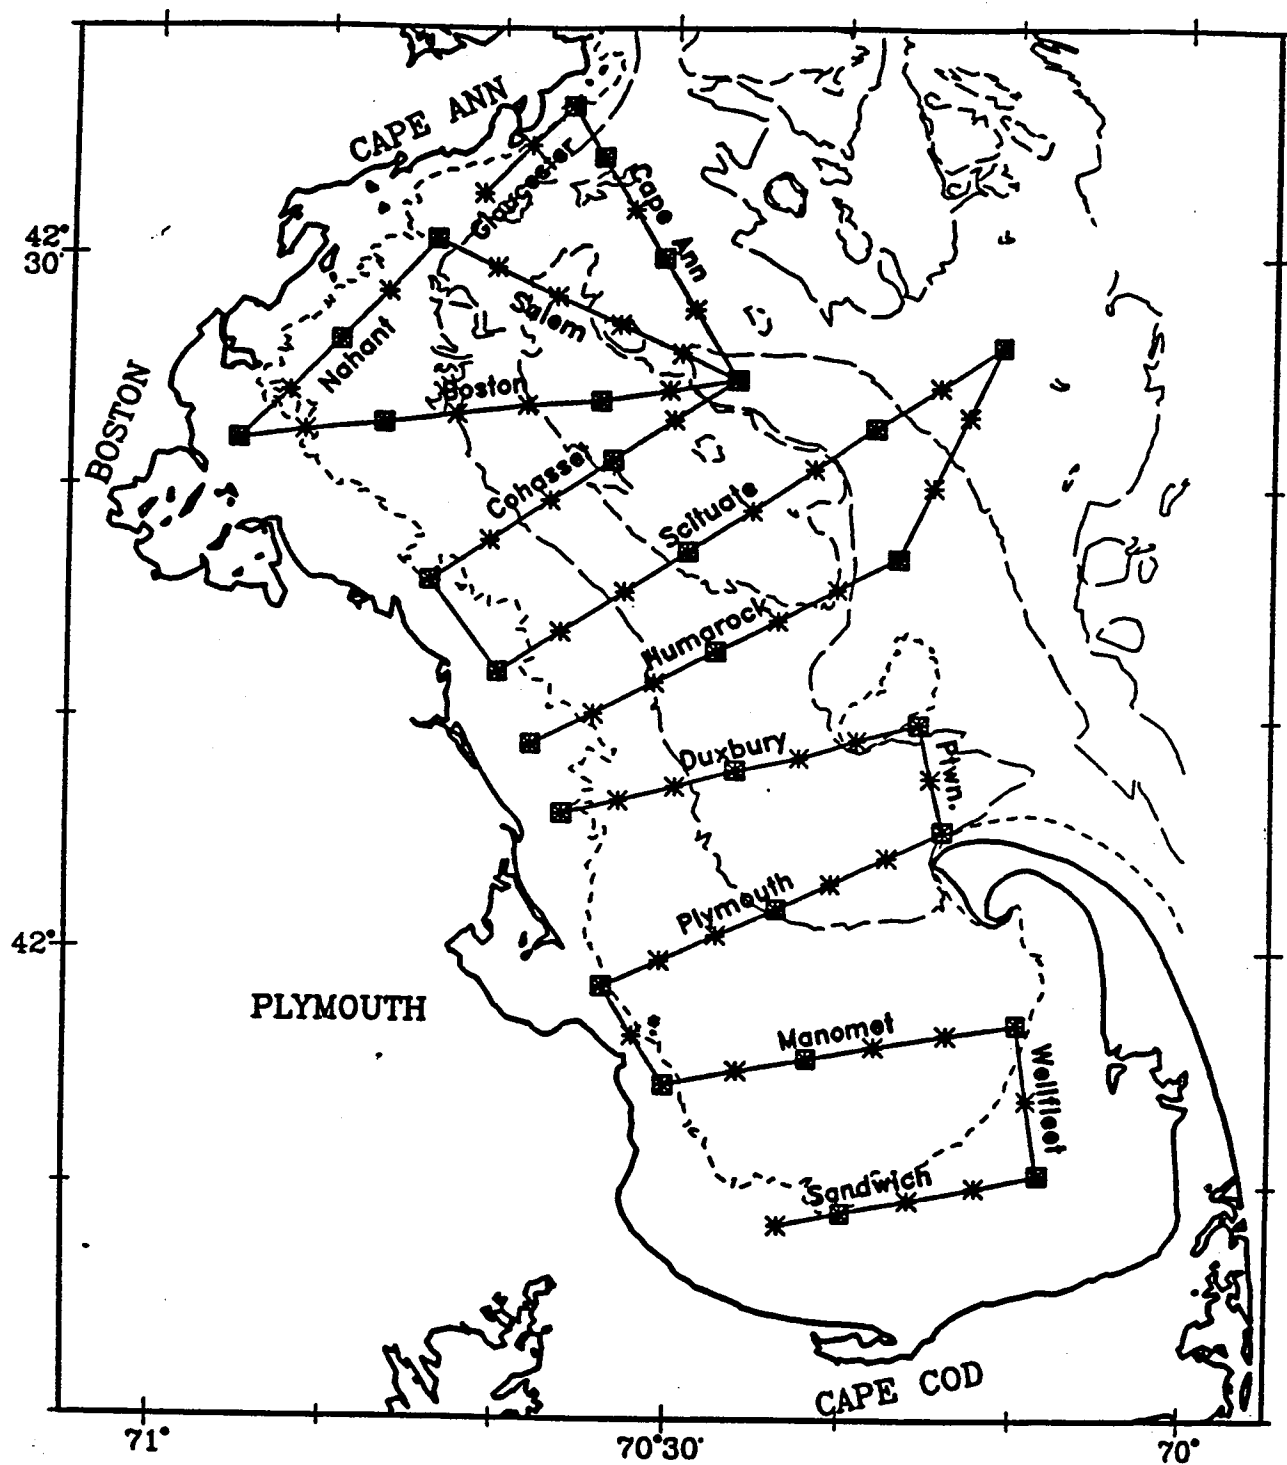 CAPE ANN
Gloucester
Cape Ann
42°
30'
Salem
Nahant
Boston
BOSTON
Cohasset
Scituate
Humarock
Duxbury
Ptwn.
Plymouth
42°
PLYMOUTH
Manomet
Wellfleet
Sandwich
CAPE COD
71°
70°30'
70°